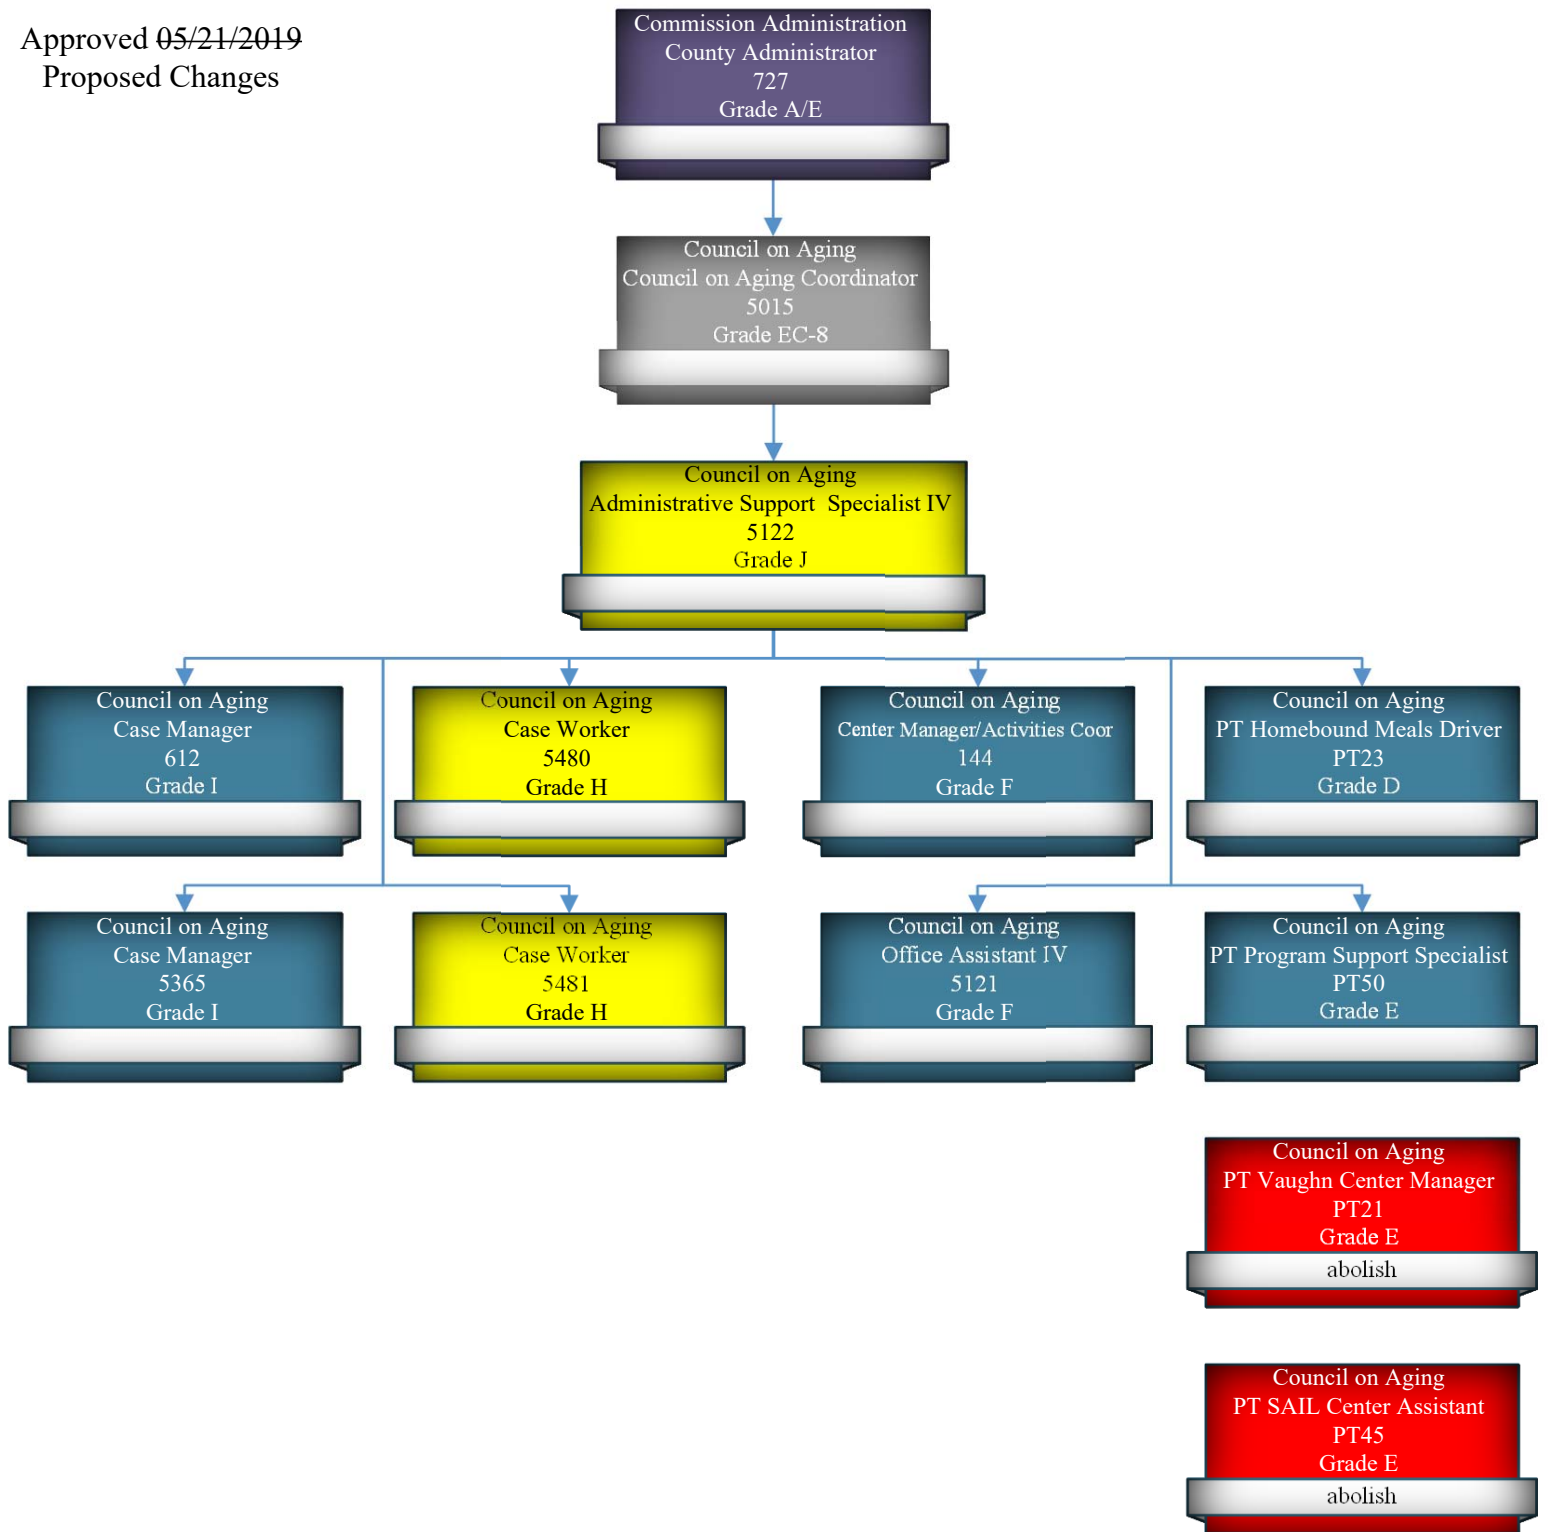 Approved 05/21/2019
Proposed Changes
Commission Administration
County Administrator
727
Grade A/E
Council on Aging
Council on Aging Coordinator
5015
Grade EC-8
Council on Aging
Administrative Support  Specialist IV
5122
Grade J
Council on Aging
Case Manager
612
Grade I
Council on Aging
Case Worker
5480
Grade H
Council on Aging
Center Manager/Activities Coor
144
Grade F
Council on Aging
PT Homebound Meals Driver
PT23
Grade D
Council on Aging
Case Manager
5365
Grade I
Council on Aging
Case Worker
5481
Grade H
Council on Aging
Office Assistant IV
5121
Grade F
Council on Aging
PT Program Support Specialist
PT50
Grade E
Council on Aging
PT Vaughn Center Manager
PT21
Grade E
abolish
Council on Aging
PT SAIL Center Assistant
PT45
Grade E
abolish